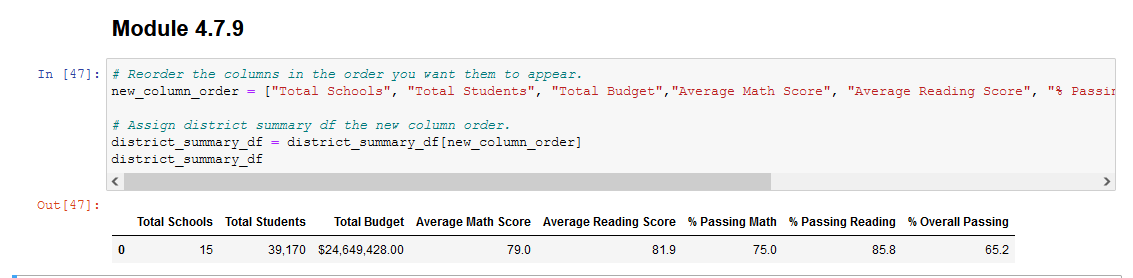 Module 4.7.9
In [47]: # Reorder the columns in the order you want them to appear.
new_column_order = ["Total Schools", "Total Students", "Total Budget","Average Math Score", "Average Reading Score", "%
# Assign district summary df the new column order.
district_summary_df = district_summary_df[new_column_order]
district_summary_df
Out[47]:
Total Schools Total Students Total Budget Average Math Score Average Reading Score % Passing Math % Passing Reading % Overall Passing
0 15 39,170 $24,649,428.00 79.0 81.9 75.0 85.8 65.2